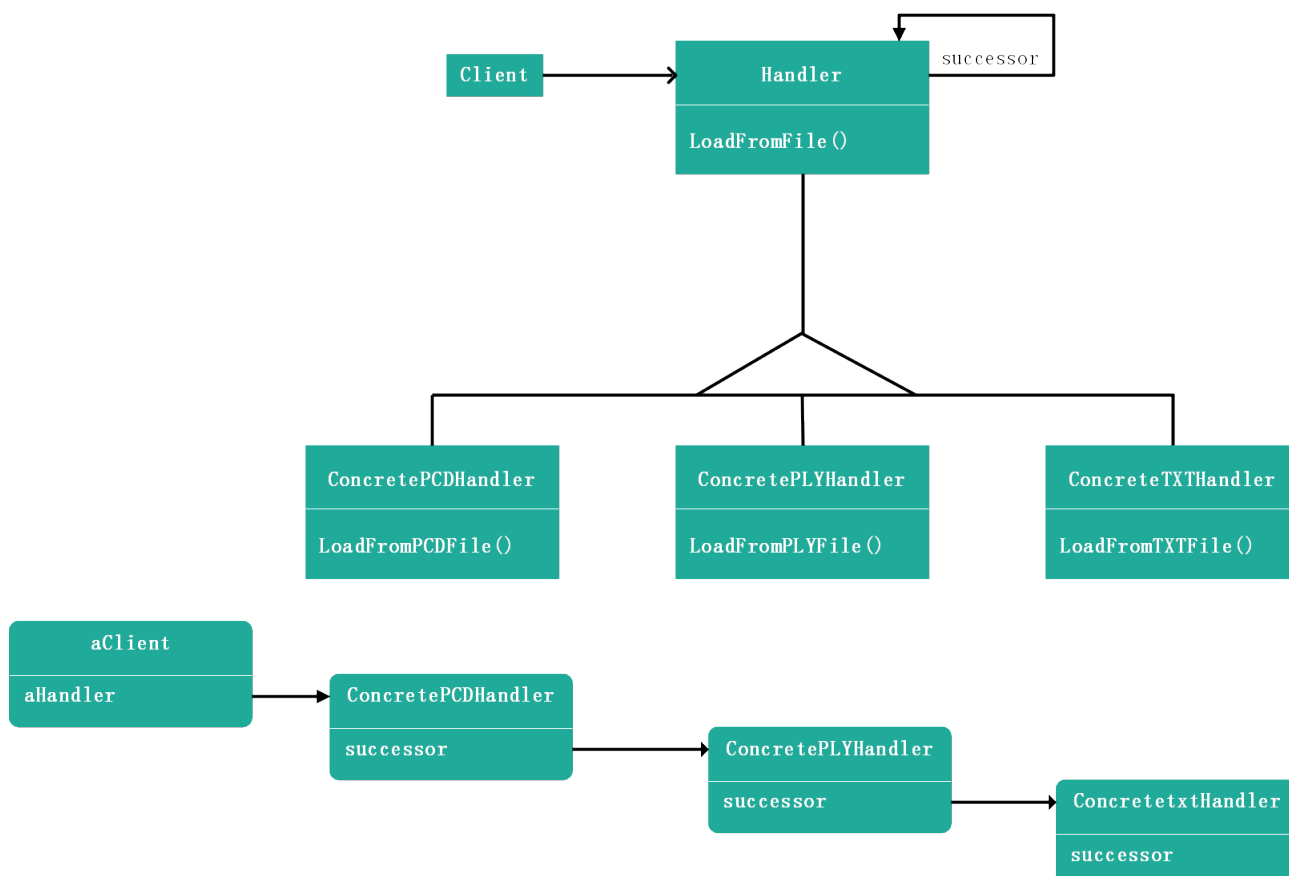 successor
Client
Handler
LoadFromFile()
ConcretePCDHandler
ConcretePLYHandler
ConcreteTXTHandler
LoadFromPCDFile()
LoadFromPLYFile()
LoadFromTXTFile()
aClient
aHandler
ConcretePCDHandler
successor
ConcretePLYHandler
successor
ConcretetxtHandler
successor